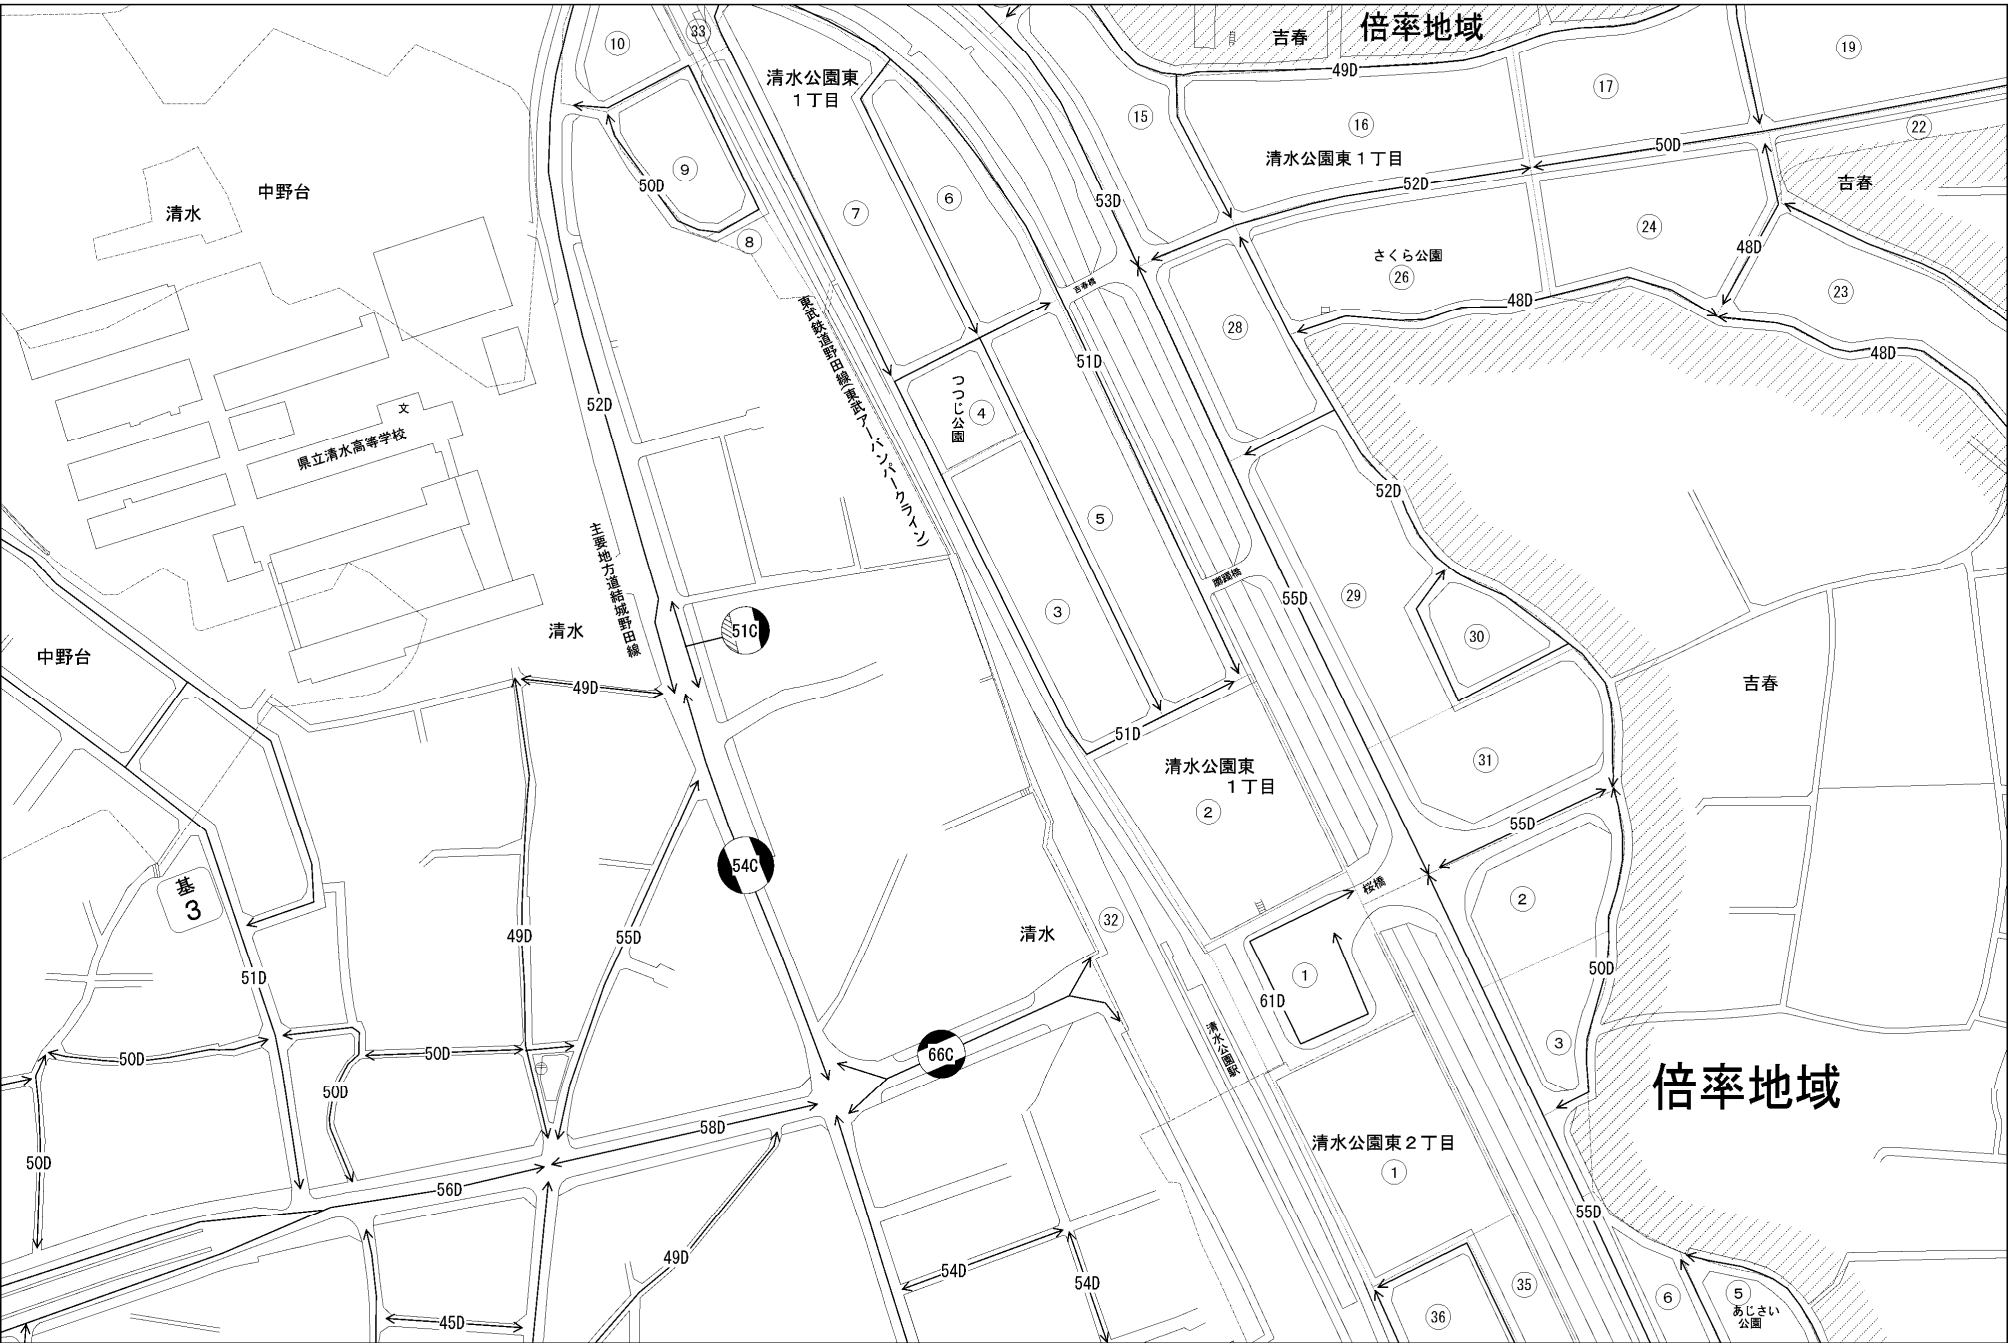 倍率地域
吉春
19
10
33
清水公園東
1丁目
49D
17
15
16
22
清水公園東1丁目
50D
9
50D
52D
吉春
中野台
清水
6
53D
7
8
24
48D
さくら公園
26
吉春橋
48D
23
28
東武鉄道野田線(東武アーバンパークライン)
51D
48D
52D
つつじ公園
4
文
県立清水高等学校
52D
5
主要地方道結城野田線
躑躅橋
55D
29
3
清水
51C
30
中野台
49D
吉春
51D
31
清水公園東
1丁目
2
55D
54C
桜橋
基
3
2
32
清水
49D
55D
51D
50D
1
61D
清水公園駅
3
66C
50D
50D
50D
倍率地域
58D
清水公園東2丁目
1
50D
56D
55D
49D
54D
54D
35
6
5
あじさい
公園
36
45D